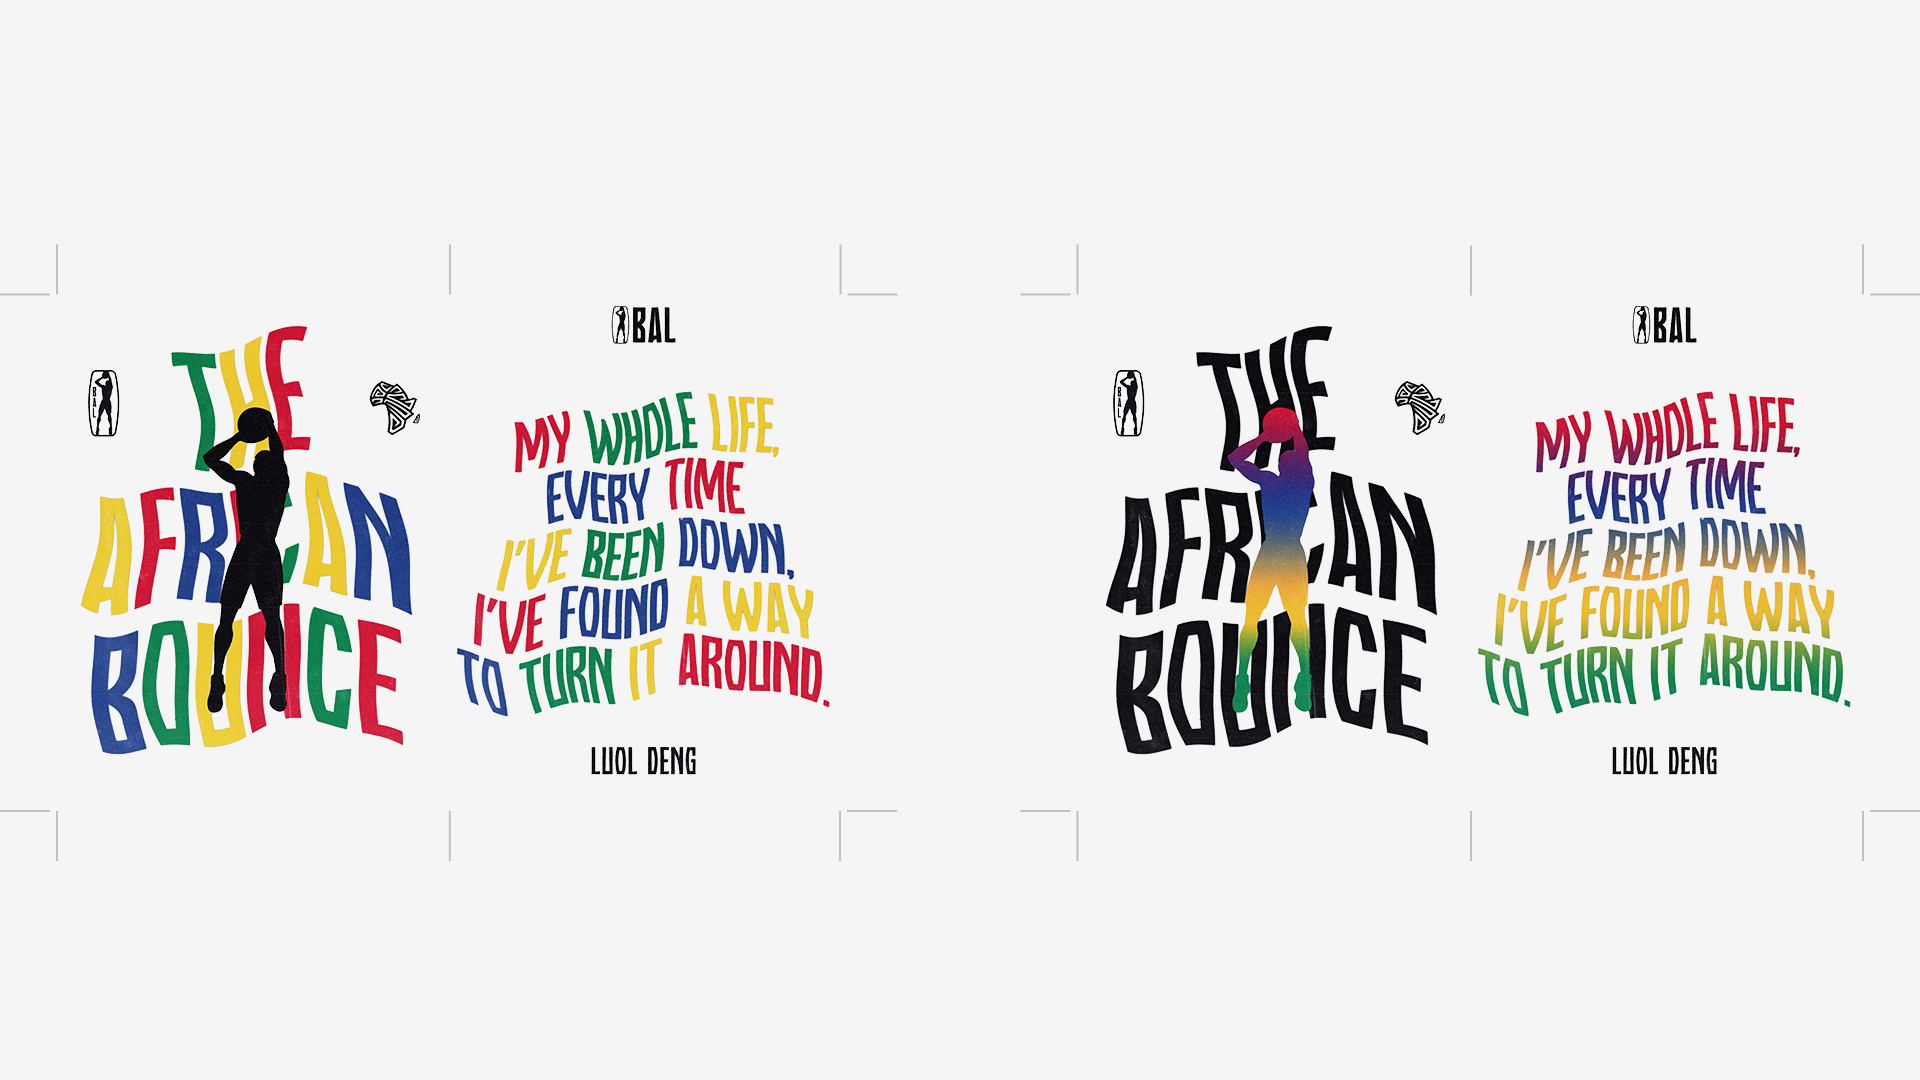 THE
AFRICAN
BOUNCE
BAL
BAL
MY WHOLE LIFE,
EVERY TIME
I'VE BEEN DOWN,
I'VE FOUND A WAY
TO TURN IT AROUND.
LUOL DENG
THE
AFRICAN
BOUNCE
BAL
BAL
MY WHOLE LIFE,
EVERY TIME
I'VE BEEN DOWN,
I'VE FOUND A WAY
TO TURN IT AROUND.
LUOL DENG